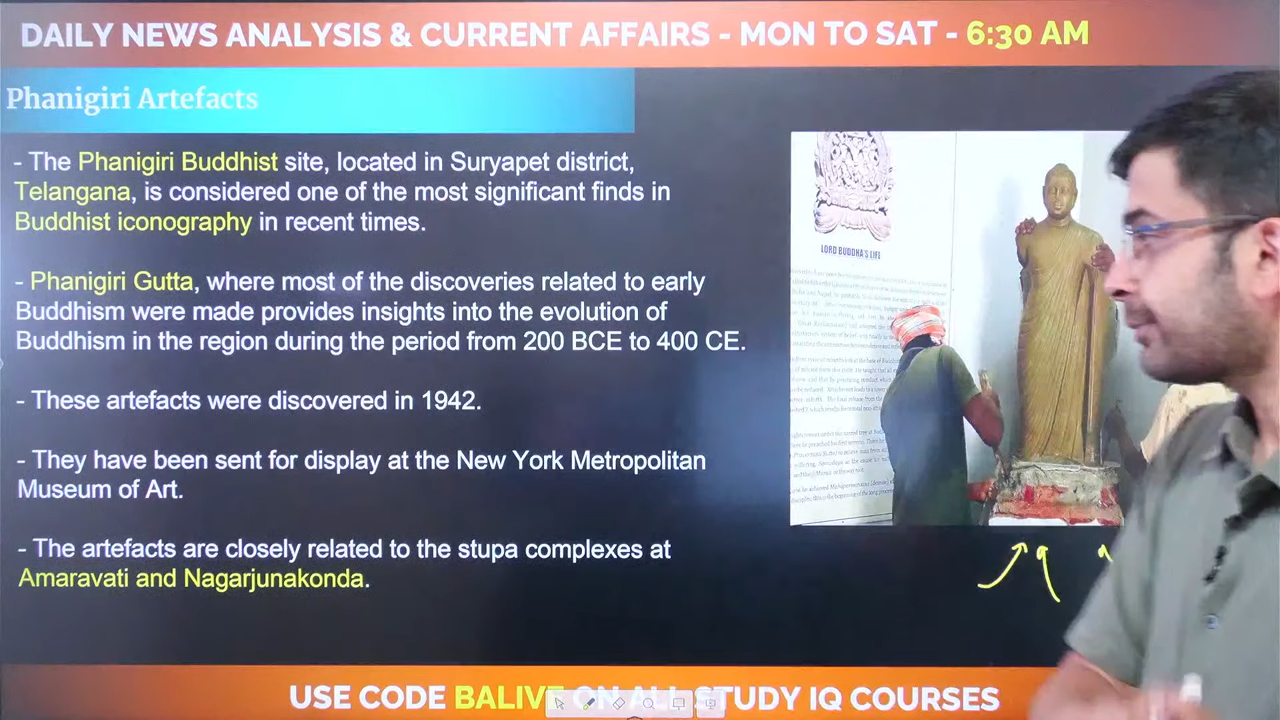 DAILY NEWS ANALYSIS & CURRENT AFFAIRS - MON TO SAT - 6:30 AM
Phanigiri Artefacts
- The Phanigiri Buddhist site, located in Suryapet district,
Telangana, is considered one of the most significant finds in
Buddhist iconography in recent times.
- Phanigiri Gutta, where most of the discoveries related to early
Buddhism were made provides insights into the evolution of
Buddhism in the region during the period from 200 BCE to 400 CE.
- These artefacts were discovered in 1942.
- They have been sent for display at the New York Metropolitan
Museum of Art.
- The artefacts are closely related to the stupa complexes at
Amaravati and Nagarjunakonda.
LORD BUDDHA'S LIFE
USE CODE BALIVE ON ALL STUDY IQ COURSES